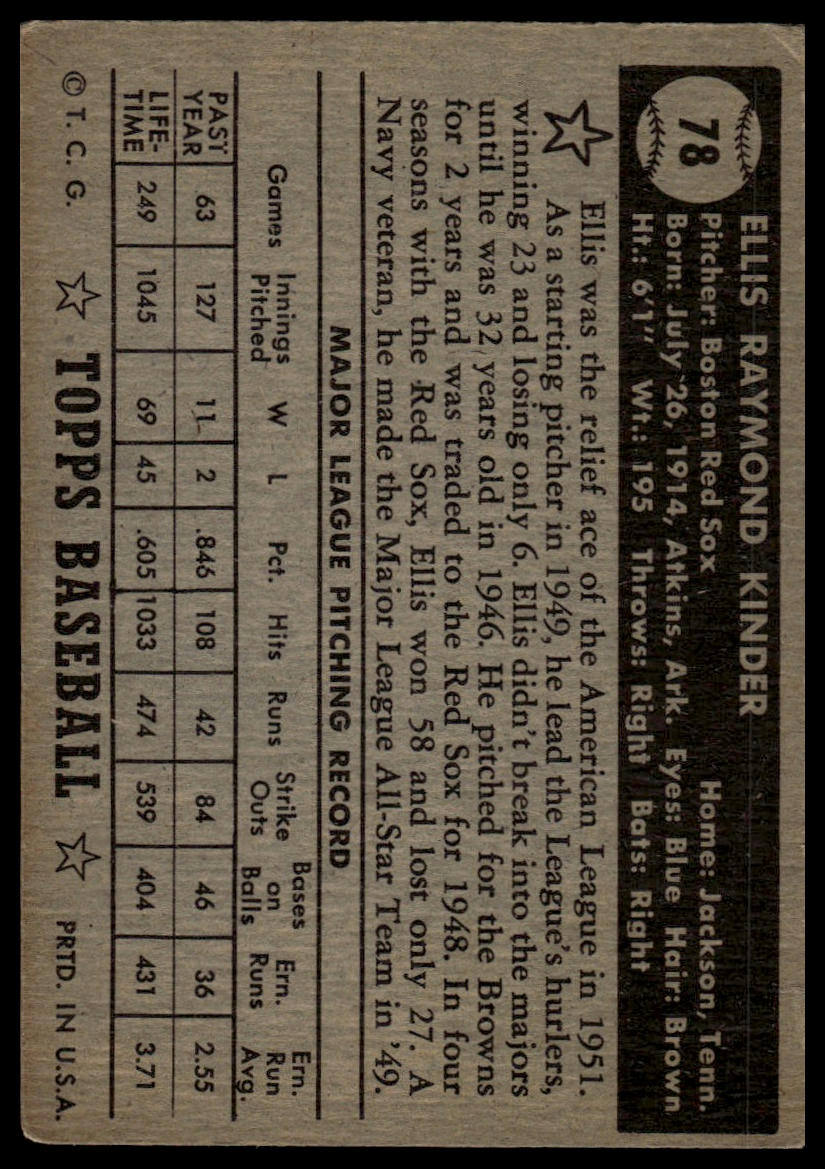 78
ELLIS RAYMOND KINDER
Pitcher: Boston Red Sox Home: Jackson, Tenn.
Born: July 26, 1914, Atkins, Ark. Eyes: Blue Hair: Brown
Ht.: 6'1" Wt.: 195 Throws: Right Bats: Right
Ellis was the relief ace of the American League in 1951.
As a starting pitcher in 1949, he lead the League's hurlers,
winning 23 and losing only 6. Ellis didn't break into the majors
until he was 32 years old in 1946. He pitched for the Browns
for 2 years and was traded to the Red Sox for 1948. In four
seasons with the Red Sox, Ellis won 58 and lost only 27. A
Navy veteran, he made the Major League All-Star Team in '49.
MAJOR LEAGUE PITCHING RECORD
Games Innings Pitched W L Pct. Hits Runs Strike Outs Bases on Balls Ern. Runs Ern. Run Avg.
PAST YEAR 63 127 11 2 .846 108 42 84 46 36 2.55
LIFE-TIME 249 1045 69 45 .605 1033 474 539 404 431 3.71
© T. C. G. TOPPS BASEBALL PRTD. IN U.S.A.